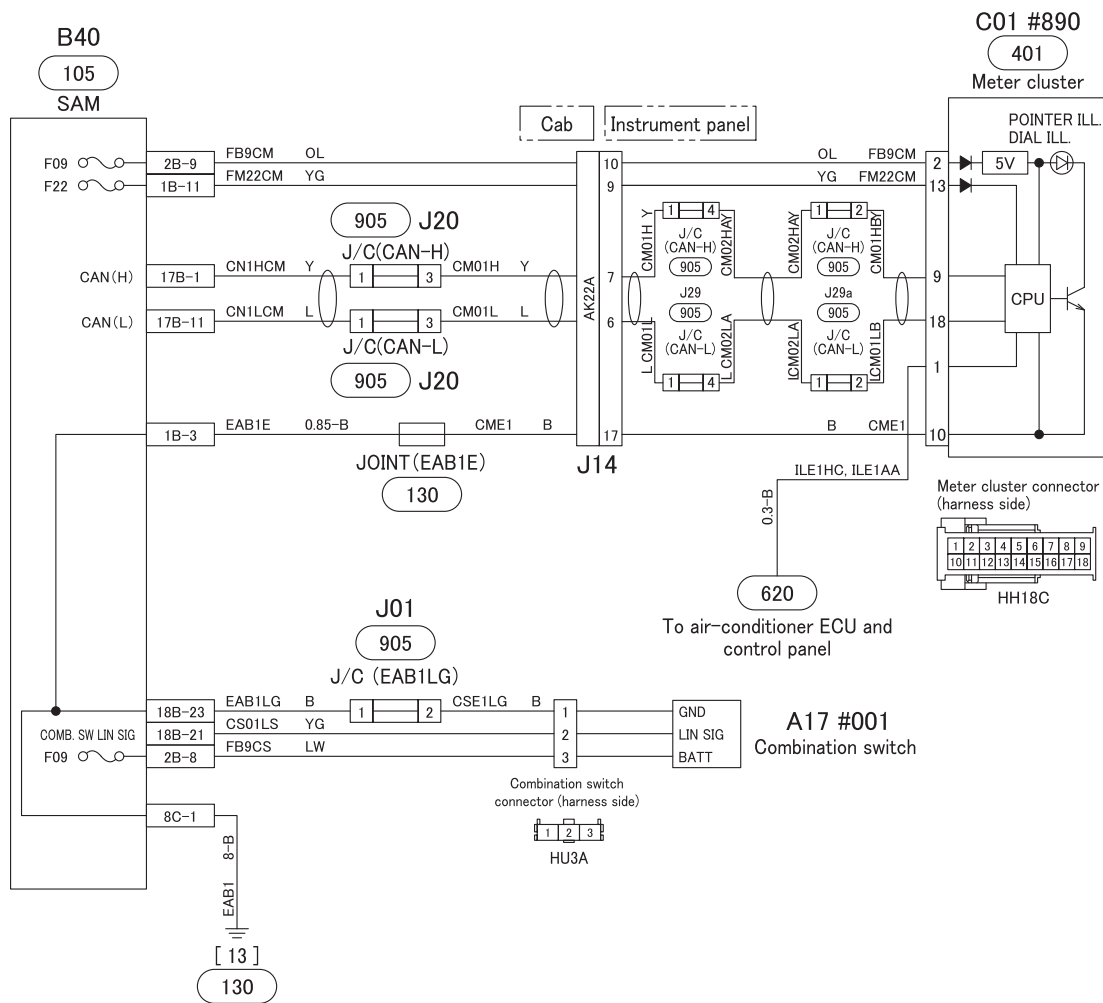 B40
105
SAM
C01 #890
401
Meter cluster
Cab
Instrument panel
POINTER ILL.
DIAL ILL.
F09
2B-9
FB9CM OL
10
OL FB9CM
2
5V
F22
1B-11
FM22CM YG
9
YG FM22CM
13
905 J20
J/C(CAN-H)
CAN(H)
17B-1
CN1HCM Y
1 3
CM01H Y
7
CM01H Y
1 4
J/C
(CAN-H)
905
CM02HA Y
CM02HA Y
1 2
J/C
(CAN-H)
905
CM01HB Y
9
CPU
AK22A
CAN(L)
17B-11
CN1LCM L
1 3
CM01L L
6
L CM01L
J29
905
J/C
(CAN-L)
1 4
L CM02LA
L CM02LA
J29a
905
J/C
(CAN-L)
1 2
L CM01LB
18
J/C(CAN-L)
905 J20
1
1B-3
EAB1E 0.85-B
CME1 B
17
B CME1
10
JOINT(EAB1E)
130
J14
ILE1HC, ILE1AA
0.3-B
620
To air-conditioner ECU and
control panel
Meter cluster connector
(harness side)
1 2 3 4 5 6 7 8 9
10 11 12 13 14 15 16 17 18
HH18C
J01
905
J/C (EAB1LG)
18B-23
EAB1LG B
1 2
CSE1LG B
1
GND
COMB. SW LIN SIG
18B-21
CS01LS YG
2
LIN SIG
F09
2B-8
FB9CS LW
3
BATT
A17 #001
Combination switch
Combination switch
connector (harness side)
1 2 3
HU3A
8C-1
EAB1 8-B
[ 13 ]
130